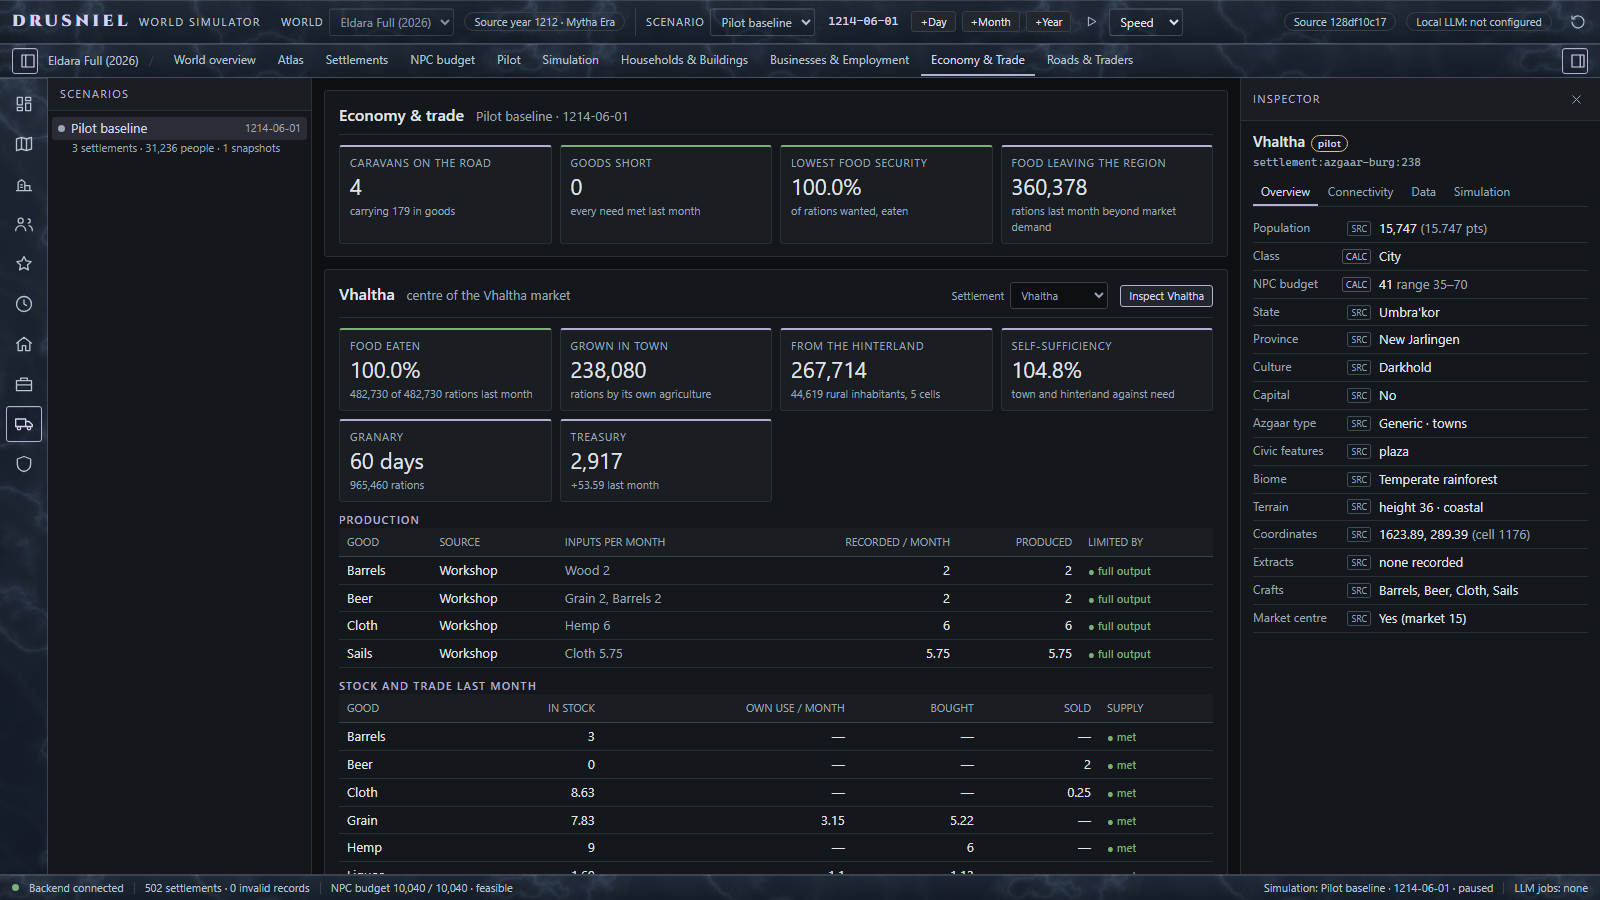 DRUSNIEL WORLD SIMULATOR WORLD Eldara Full (2026) Source year 1212 · Mytha Era SCENARIO Pilot baseline 1214-06-01 +Day +Month +Year Speed Source 128df10c17 Local LLM: not configured
Eldara Full (2026) / World overview Atlas Settlements NPC budget Pilot Simulation Households & Buildings Businesses & Employment Economy & Trade Roads & Traders
SCENARIOS
Pilot baseline 1214-06-01
3 settlements · 31,236 people · 1 snapshots
Economy & trade Pilot baseline · 1214-06-01
CARAVANS ON THE ROAD
4
carrying 179 in goods
GOODS SHORT
0
every need met last month
LOWEST FOOD SECURITY
100.0%
of rations wanted, eaten
FOOD LEAVING THE REGION
360,378
rations last month beyond market
demand
Vhaltha centre of the Vhaltha market Settlement Vhaltha Inspect Vhaltha
FOOD EATEN
100.0%
482,730 of 482,730 rations last month
GROWN IN TOWN
238,080
rations by its own agriculture
FROM THE HINTERLAND
267,714
44,619 rural inhabitants, 5 cells
SELF-SUFFICIENCY
104.8%
town and hinterland against need
GRANARY
60 days
965,460 rations
TREASURY
2,917
+53.59 last month
PRODUCTION
GOOD SOURCE INPUTS PER MONTH RECORDED / MONTH PRODUCED LIMITED BY
Barrels Workshop Wood 2 2 2 full output
Beer Workshop Grain 2, Barrels 2 2 2 full output
Cloth Workshop Hemp 6 6 6 full output
Sails Workshop Cloth 5.75 5.75 5.75 full output
STOCK AND TRADE LAST MONTH
GOOD IN STOCK OWN USE / MONTH BOUGHT SOLD SUPPLY
Barrels 3 — — — met
Beer 0 — — 2 met
Cloth 8.63 — — 0.25 met
Grain 7.83 3.15 5.22 — met
Hemp 9 — 6 — met
INSPECTOR
Vhaltha pilot
settlement:azgaar-burg:238
Overview Connectivity Data Simulation
Population SRC 15,747 (15.747 pts)
Class CALC City
NPC budget CALC 41 range 35–70
State SRC Umbra'kor
Province SRC New Jarlingen
Culture SRC Darkhold
Capital SRC No
Azgaar type SRC Generic · towns
Civic features SRC plaza
Biome SRC Temperate rainforest
Terrain SRC height 36 · coastal
Coordinates SRC 1623.89, 289.39 (cell 1176)
Extracts SRC none recorded
Crafts SRC Barrels, Beer, Cloth, Sails
Market centre SRC Yes (market 15)
Backend connected 502 settlements · 0 invalid records NPC budget 10,040 / 10,040 · feasible Simulation: Pilot baseline · 1214-06-01 · paused LLM jobs: none